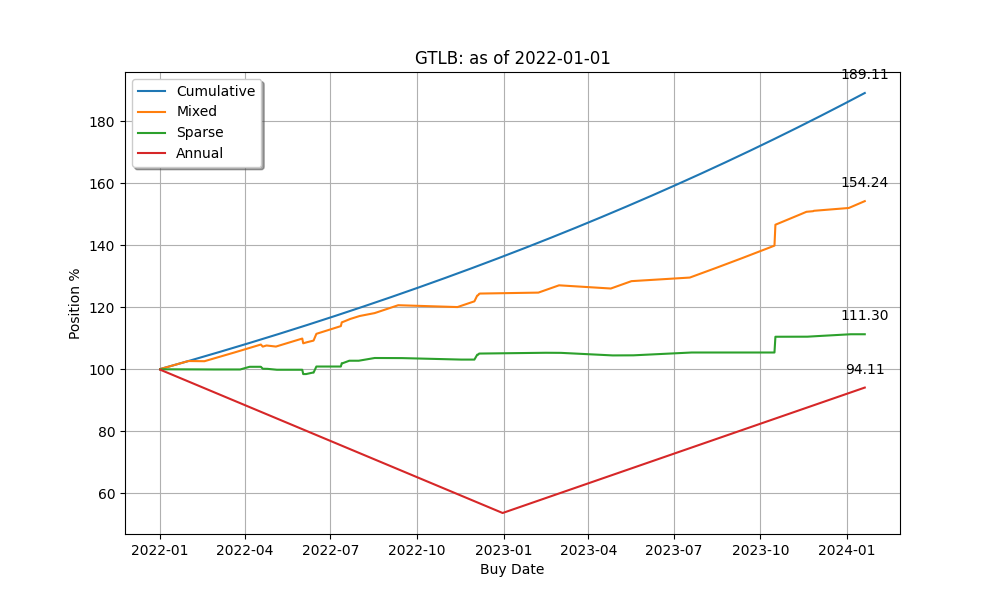 GTLB: as of 2022-01-01
189.11
Cumulative
Mixed
Sparse
Annual
154.24
111.30
94.11
180
160
140
120
100
80
60
Position %
2022-01 2022-04 2022-07 2022-10 2023-01 2023-04 2023-07 2023-10 2024-01
Buy Date